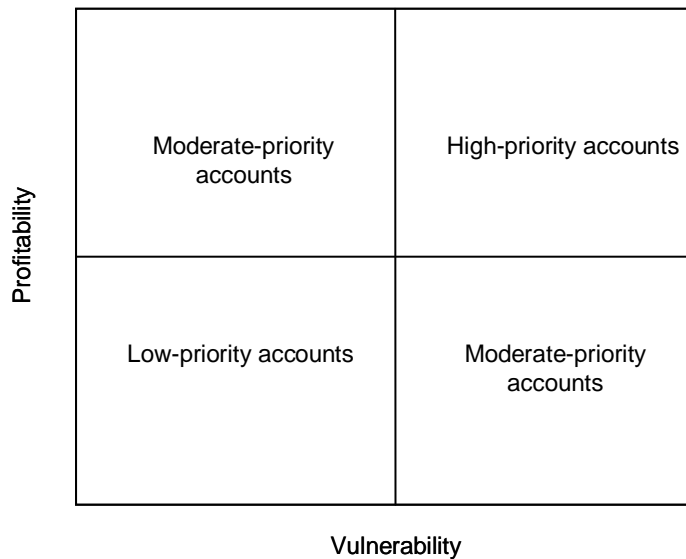 Moderate-priority
accounts
High-priority accounts
Profitability
Low-priority accounts
Moderate-priority
accounts
Vulnerability